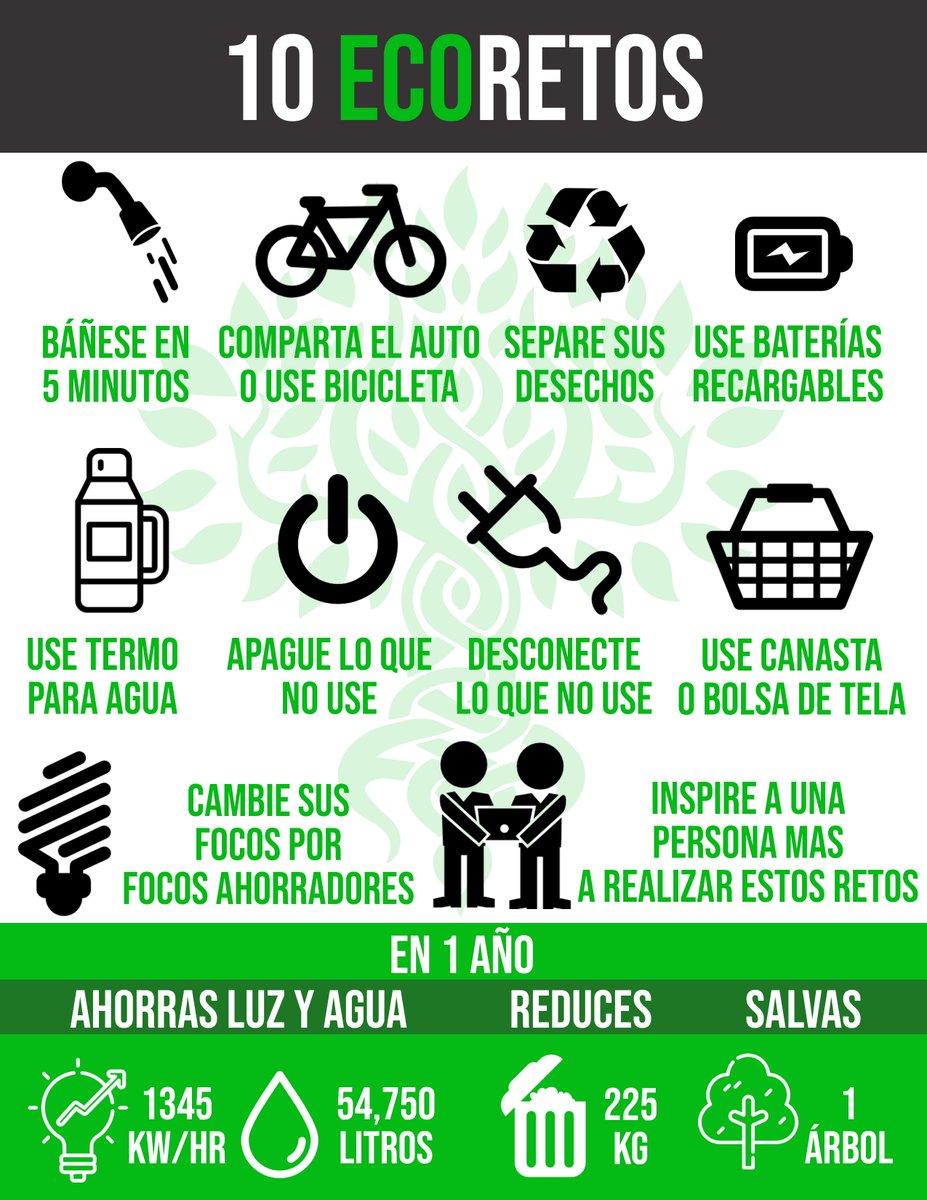 10 ECORETOS
BÁÑESE EN
5 MINUTOS
COMPARTA EL AUTO
O USE BICICLETA
SEPARE SUS
DESECHOS
USE BATERÍAS
RECARGABLES
USE TERMO
PARA AGUA
APAGUE LO QUE
NO USE
DESCONECTE
LO QUE NO USE
USE CANASTA
O BOLSA DE TELA
CAMBIE SUS
FOCOS POR
FOCOS AHORRADORES
INSPIRE A UNA
PERSONA MAS
A REALIZAR ESTOS RETOS
EN 1 AÑO
AHORRAS LUZ Y AGUA
REDUCES
SALVAS
1345
KW/HR
54,750
LITROS
225
KG
1
ÁRBOL